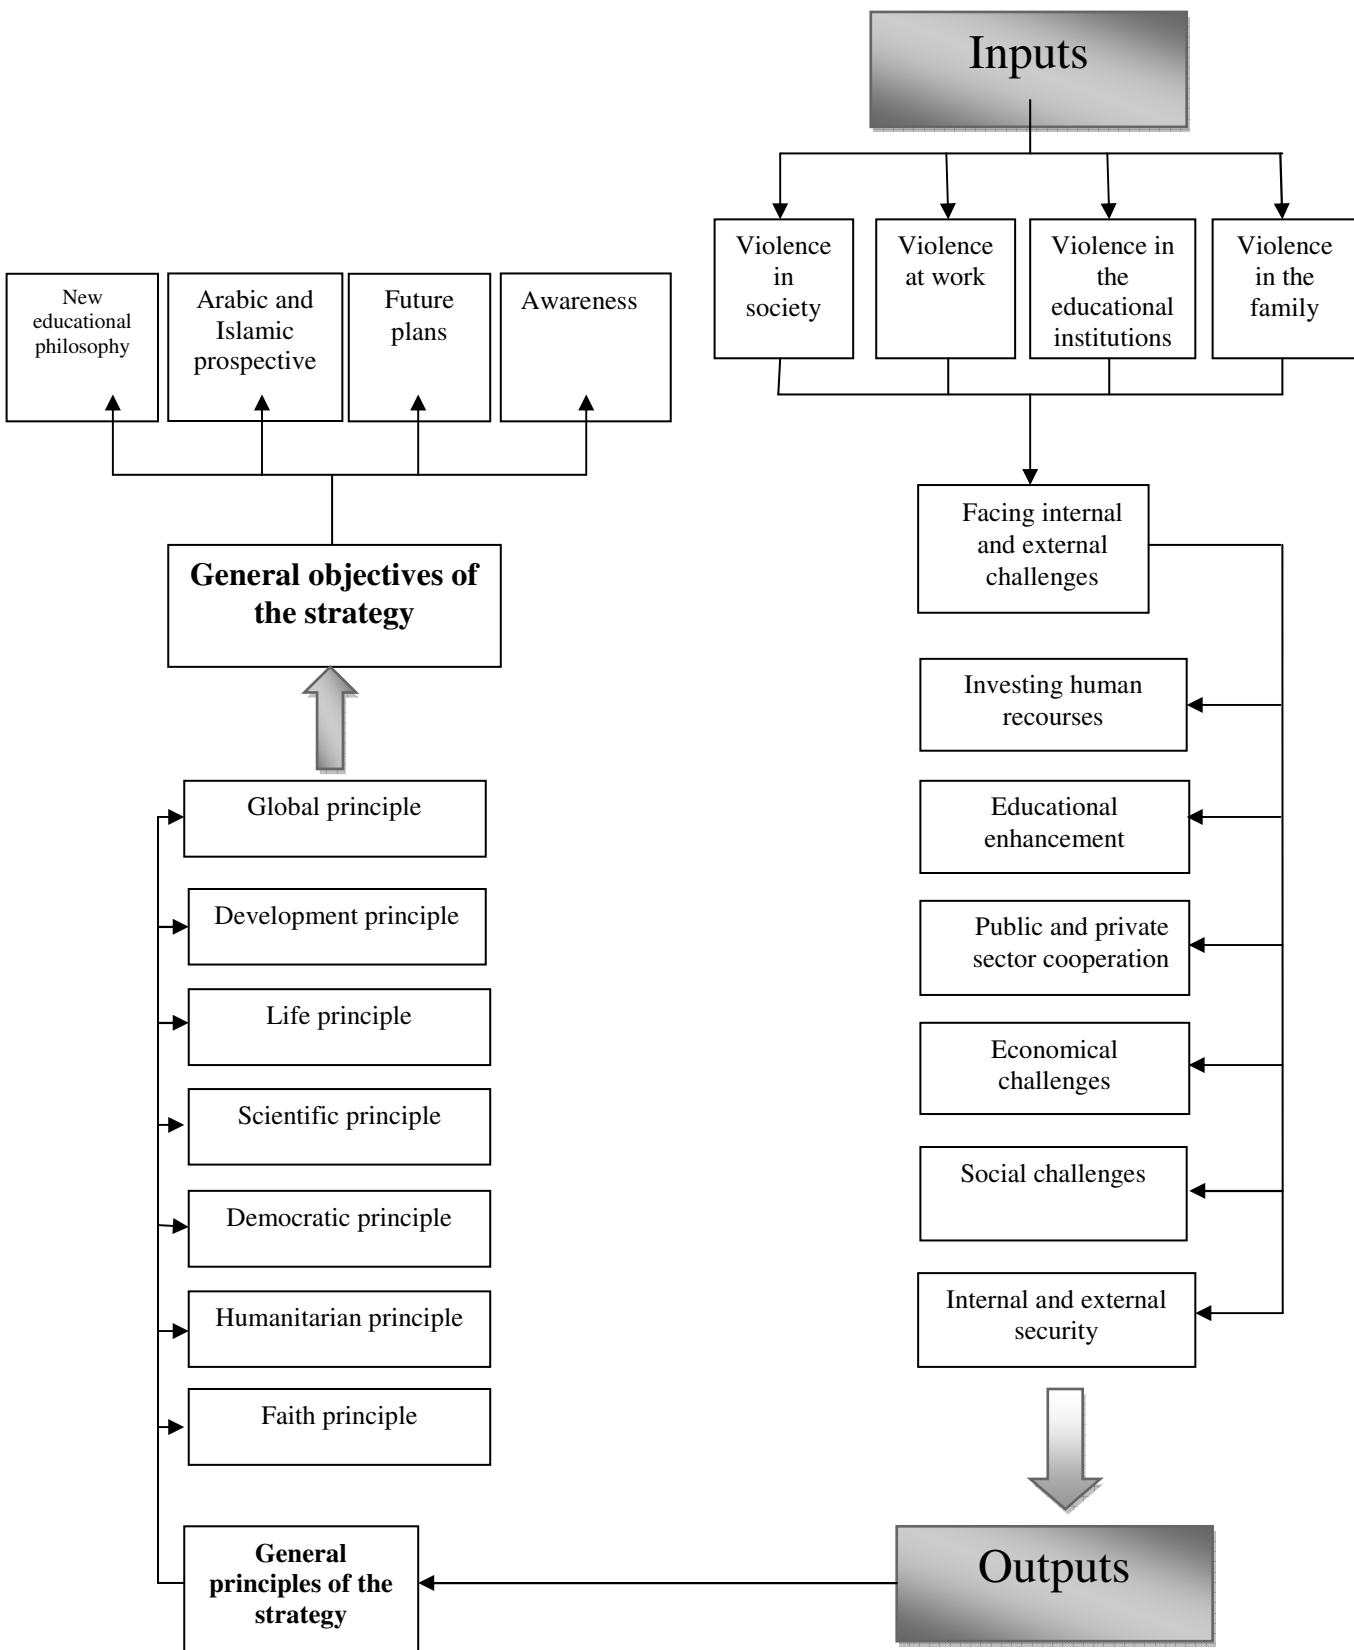 Inputs
Violence
in
society
Violence
at work
Violence in
the
educational
institutions
Violence
in the
family
New
educational
philosophy
Arabic and
Islamic
prospective
Future
plans
Awareness
Facing internal
and external
challenges
General objectives of
the strategy
Investing human
recourses
Educational
enhancement
Public and private
sector cooperation
Economical
challenges
Social challenges
Internal and external
security
Global principle
Development principle
Life principle
Scientific principle
Democratic principle
Humanitarian principle
Faith principle
General
principles of the
strategy
Outputs